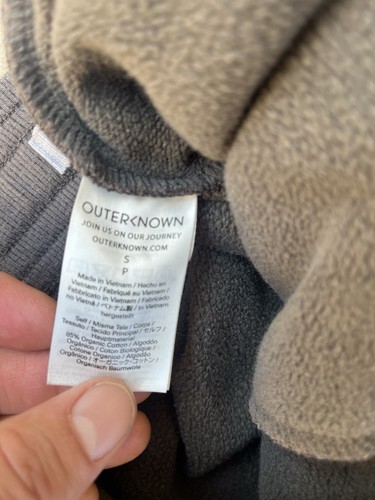 OUTERKNOWN
JOIN US ON OUR JOURNEY
OUTERKNOWN.COM
S
P
Made in Vietnam / Hecho en
Vietnam / Fabriqué au Vietnam /
Fabbricato in Vietnam / Fabricado
no Vietnã / ベトナム製 / in Vietnam
hergestellt
Self / Misma Tela / Corps /
Tessuto / Tecido Principal / セルフ /
Hauptmaterial
85% Organic Cotton / Algodón
Orgánico / Coton Biologique /
Cotone Organico / Algodão
Orgânico / オーガニック コットン /
Organisch Baumwolle